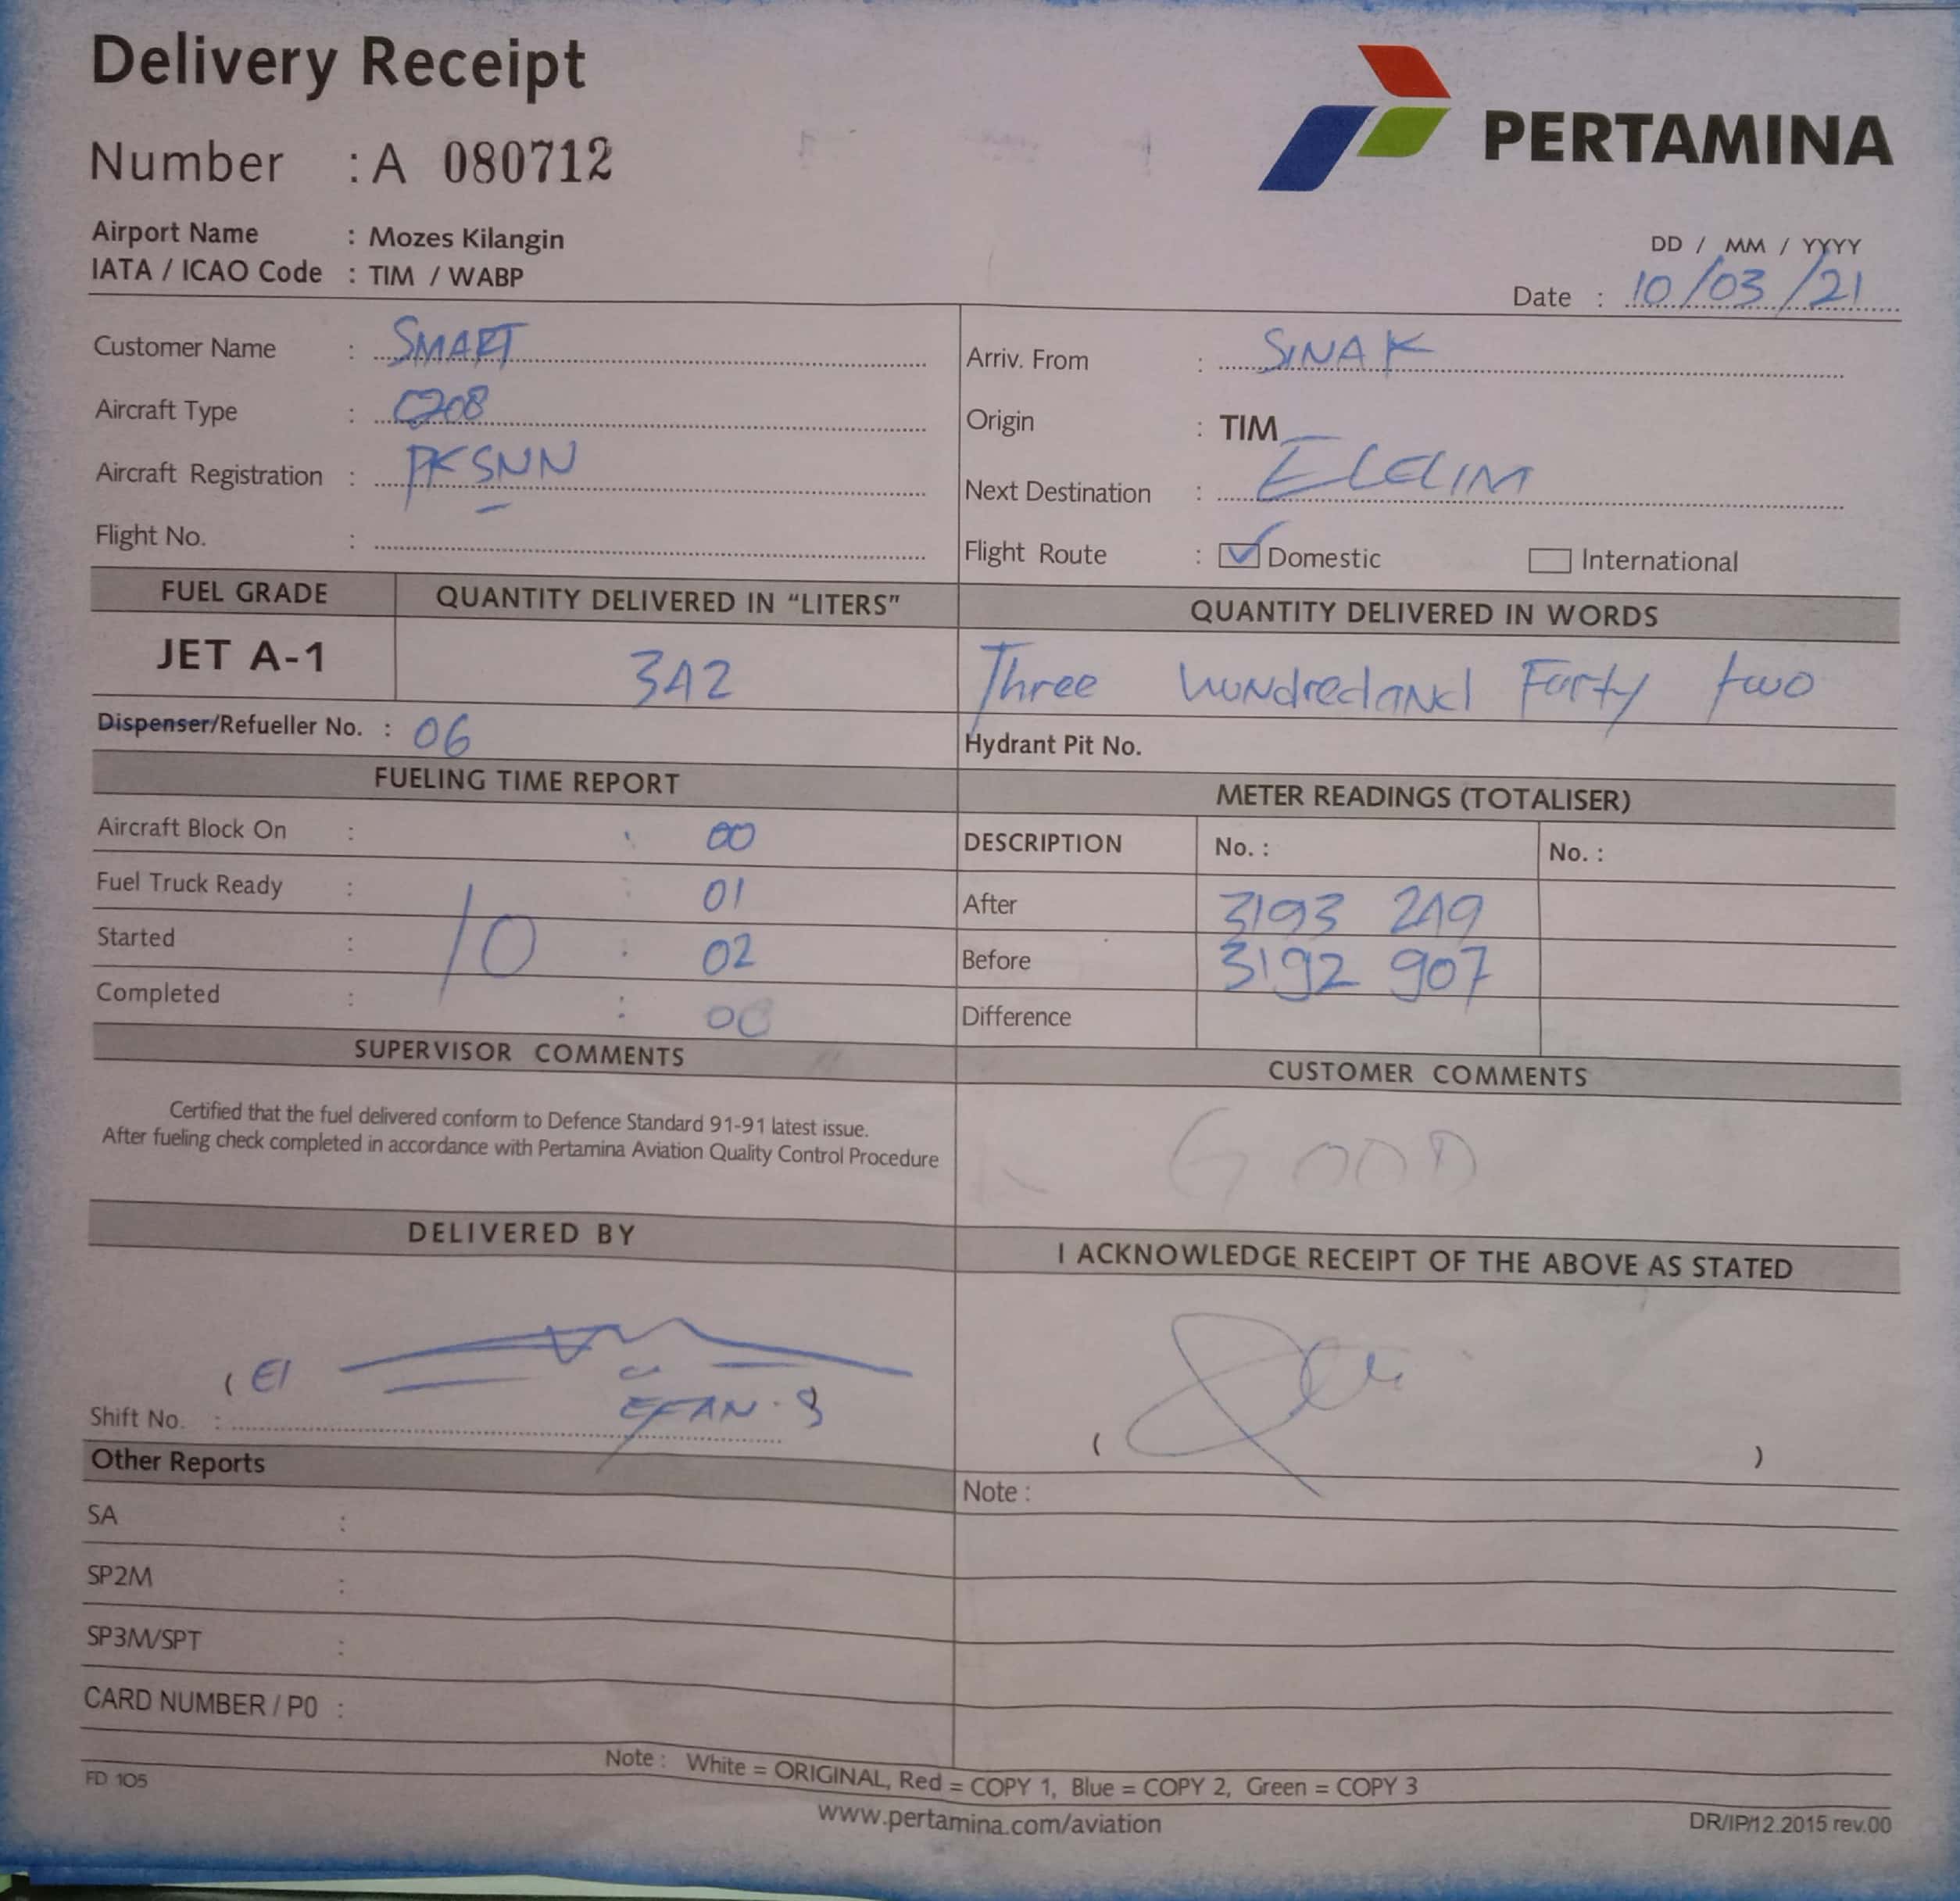 Delivery Receipt
PERTAMINA
Number : A 080712
Airport Name : Mozes Kilangin
IATA / ICAO Code : TIM / WABP
DD / MM / YYYY
Date : 10/03/21
Customer Name : SMART
Arriv. From : SINAK
Aircraft Type : C208
Origin : TIM
Aircraft Registration : PK SNN
Next Destination : ELELIM
Flight No. :
Flight Route : Domestic International
FUEL GRADE QUANTITY DELIVERED IN “LITERS” QUANTITY DELIVERED IN WORDS
JET A-1 342 Three hundred and Forty two
Dispenser/Refueller No. : 06 Hydrant Pit No.
FUELING TIME REPORT METER READINGS (TOTALISER)
Aircraft Block On : : 00 DESCRIPTION No. : No. :
Fuel Truck Ready : : 01 After 3193 249
Started : 10 : 02 Before 3192 907
Completed : : Difference
SUPERVISOR COMMENTS CUSTOMER COMMENTS
Certified that the fuel delivered conform to Defence Standard 91-91 latest issue.
After fueling check completed in accordance with Pertamina Aviation Quality Control Procedure
GOOD
DELIVERED BY I ACKNOWLEDGE RECEIPT OF THE ABOVE AS STATED
( EFAN.
Shift No. : ( )
Other Reports Note :
SA :
SP2M :
SP3M/SPT :
CARD NUMBER / P0 :
Note : White = ORIGINAL, Red = COPY 1, Blue = COPY 2, Green = COPY 3
FD 105 www.pertamina.com/aviation DR/IP/12.2015 rev.00